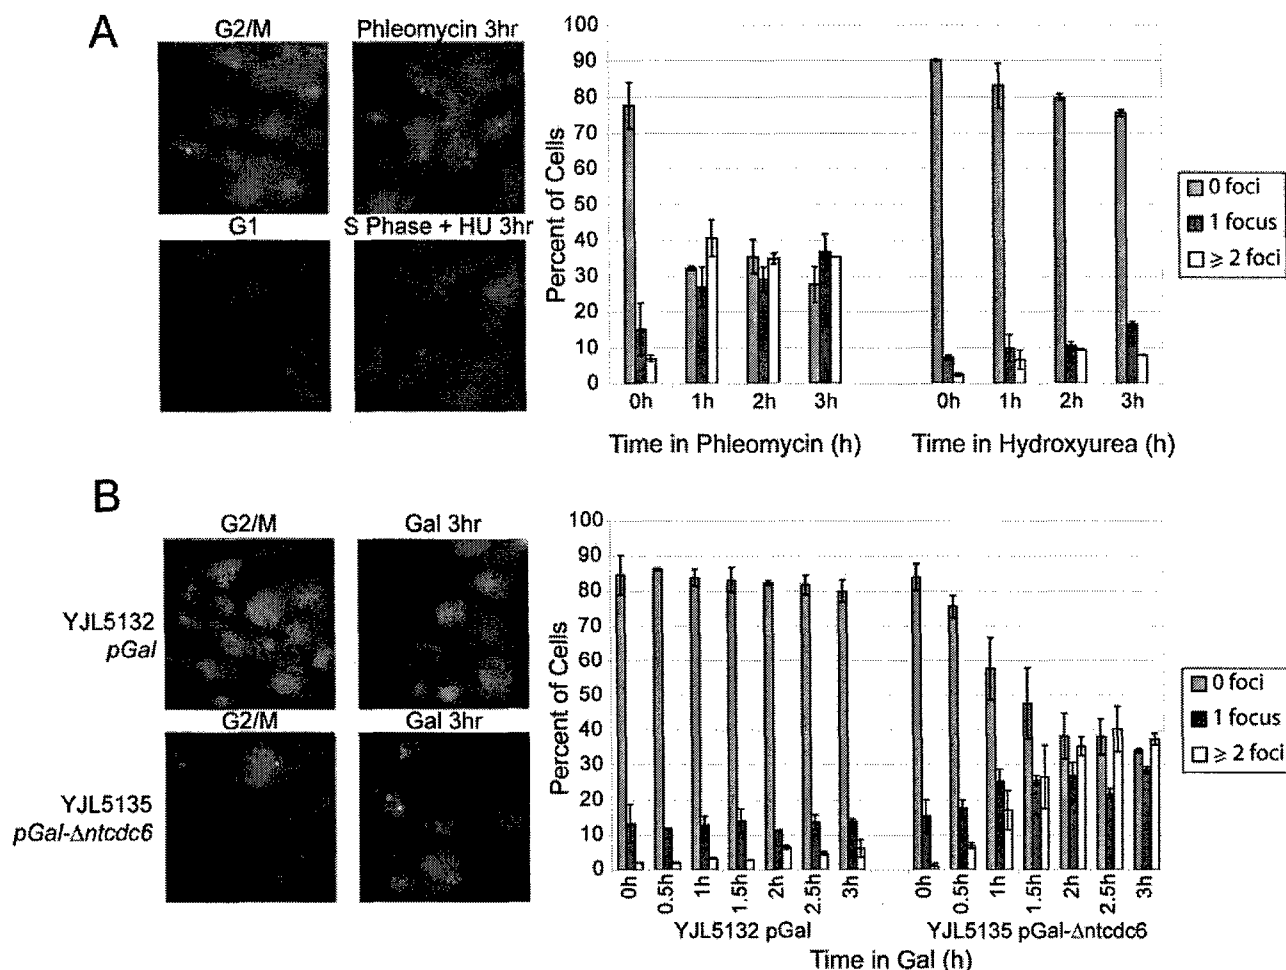 A
G2/M
Phleomycin 3hr
G1
S Phase + HU 3hr
Percent of Cells
100
90
80
70
60
50
40
30
20
10
0
0h 1h 2h 3h
0h 1h 2h 3h
Time in Phleomycin (h)
Time in Hydroxyurea (h)
0 foci
1 focus
⩾ 2 foci
B
G2/M
Gal 3hr
YJL5132
pGal
G2/M
Gal 3hr
YJL5135
pGal-Δntcdc6
Percent of Cells
100
90
80
70
60
50
40
30
20
10
0
0h 0.5h 1h 1.5h 2h 2.5h 3h
0h 0.5h 1h 1.5h 2h 2.5h 3h
YJL5132 pGal
YJL5135 pGal-Δntcdc6
Time in Gal (h)
0 foci
1 focus
⩾ 2 foci